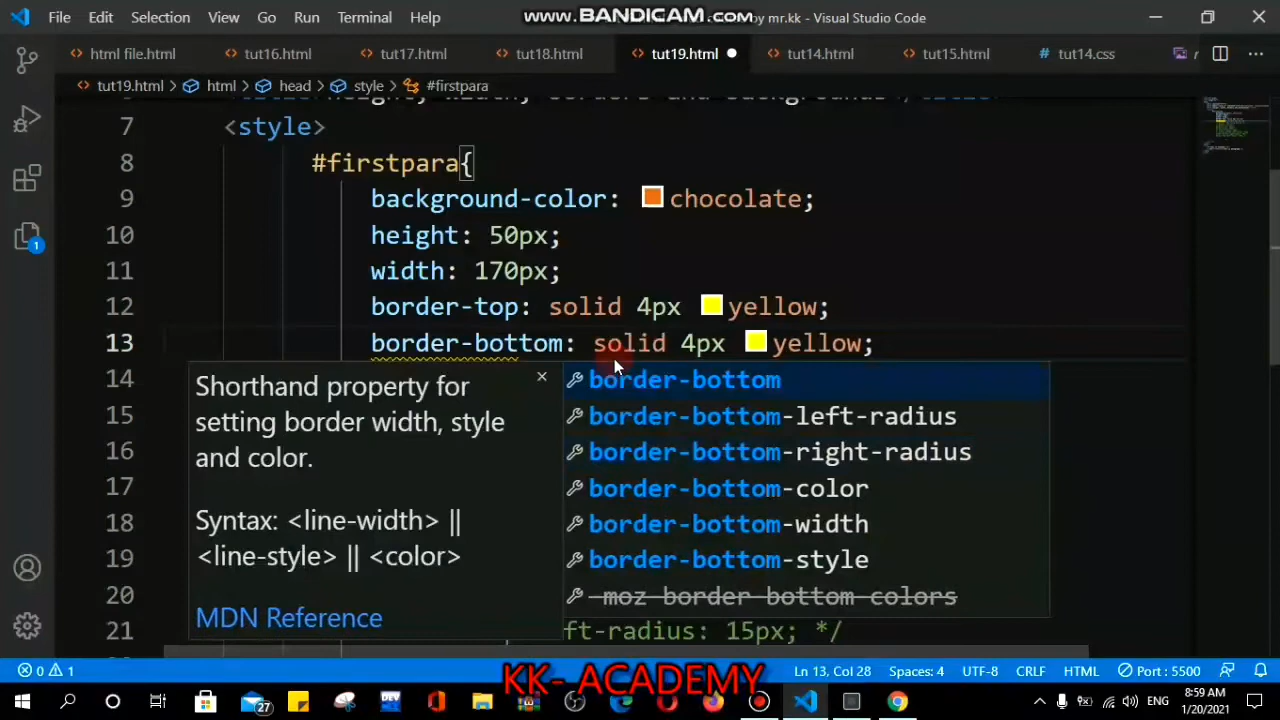 File Edit Selection View Go Run Terminal Help
www.BANDICAM.com
by mr.kk - Visual Studio Code
html file.html tut16.html tut17.html tut18.html tut19.html tut14.html tut15.html tut14.css
tut19.html > html > head > style > #firstpara
7 <style>
8 #firstpara{
9 background-color: chocolate;
10 height: 50px;
11 width: 170px;
12 border-top: solid 4px yellow;
13 border-bottom: solid 4px yellow;
14
15
16
17
18
19
20
21 ft-radius: 15px; */
Shorthand property for
setting border width, style
and color.
Syntax: <line-width> ||
<line-style> || <color>
MDN Reference
border-bottom
border-bottom-left-radius
border-bottom-right-radius
border-bottom-color
border-bottom-width
border-bottom-style
-moz-border-bottom-colors
1
0 1 Ln 13, Col 28 Spaces: 4 UTF-8 CRLF HTML Port : 5500
KK- ACADEMY
27
DEV
ENG
8:59 AM
1/20/2021